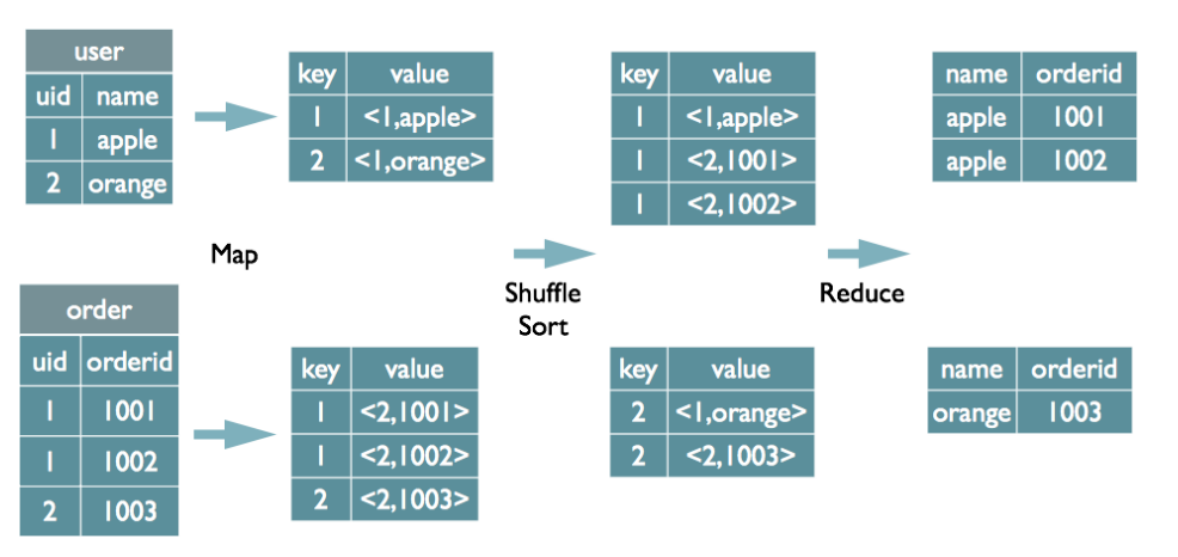 user
uid name
1 apple
2 orange
key value
1 <1,apple>
2 <1,orange>
key value
1 <1,apple>
1 <2,1001>
1 <2,1002>
name orderid
apple 1001
apple 1002
Map
Shuffle
Sort
Reduce
order
uid orderid
1 1001
1 1002
2 1003
key value
1 <2,1001>
1 <2,1002>
2 <2,1003>
key value
2 <1,orange>
2 <2,1003>
name orderid
orange 1003